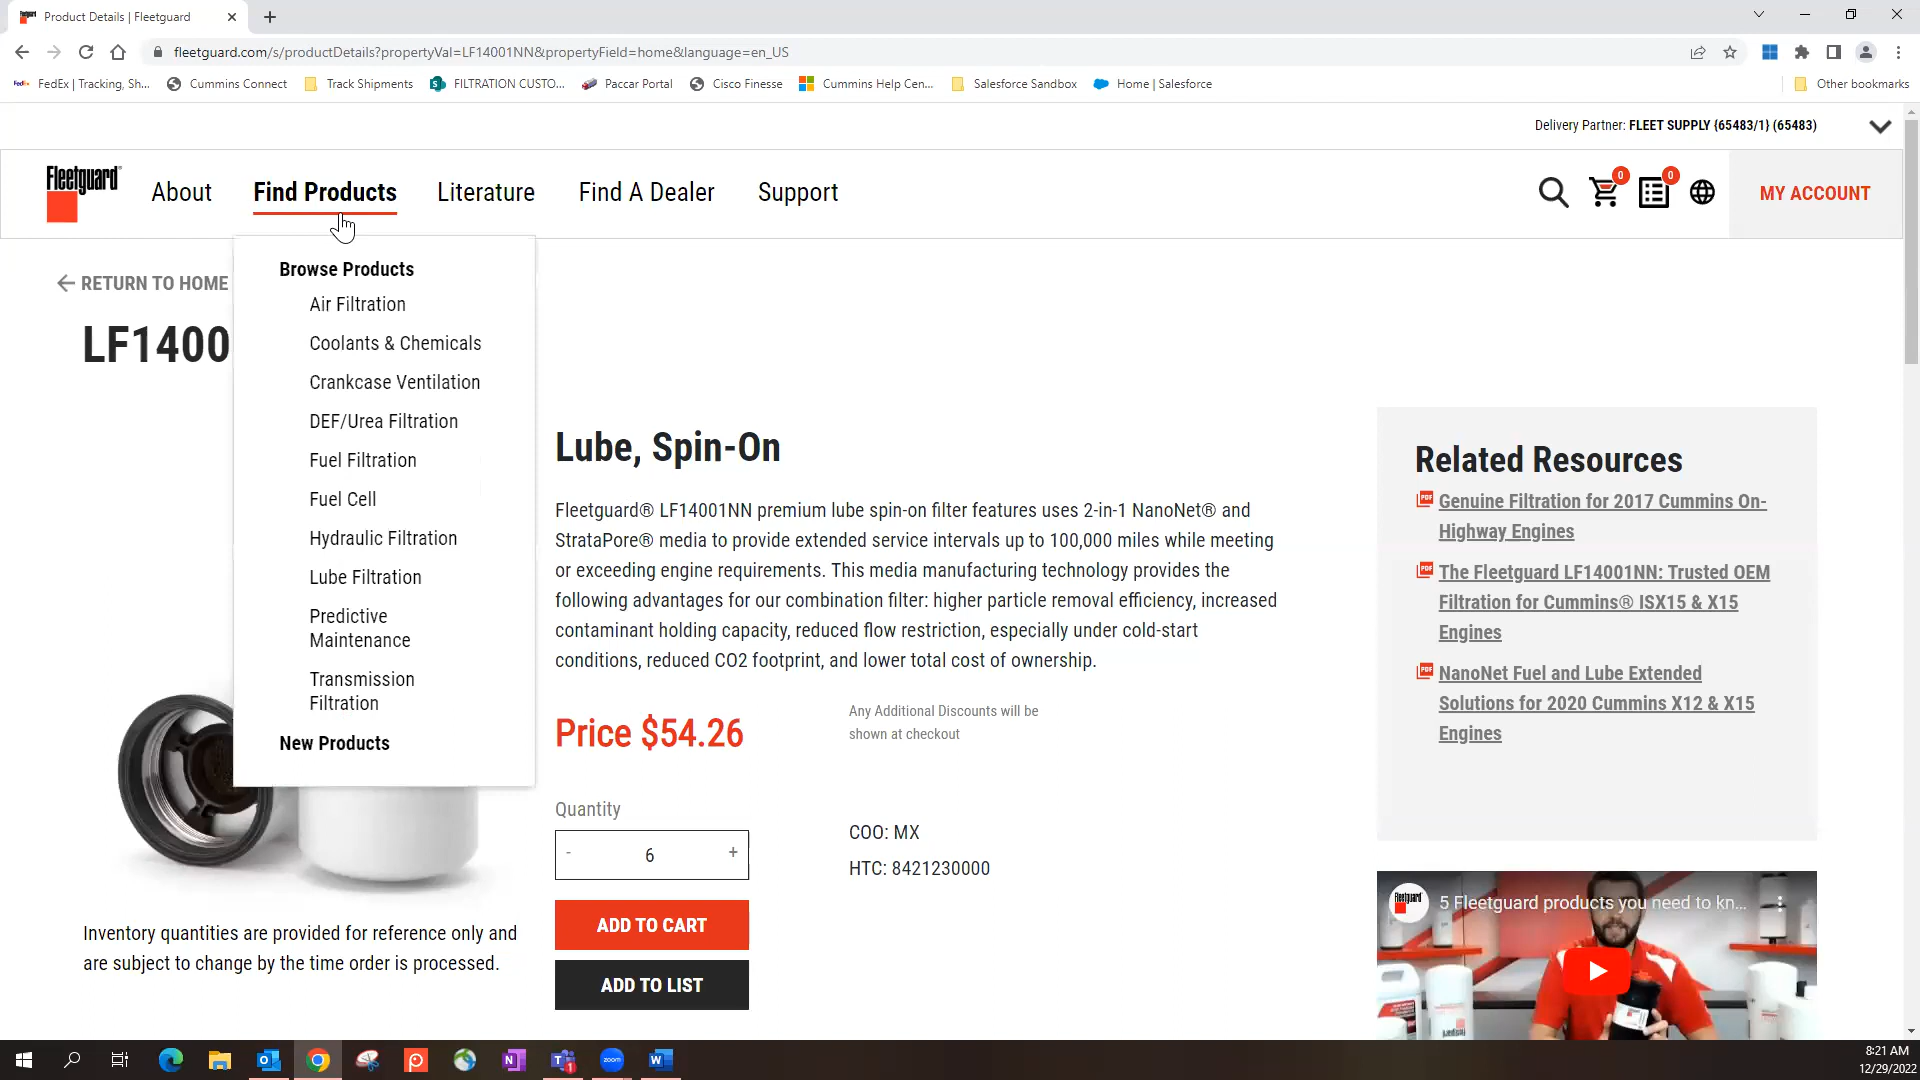 Product Details | Fleetguard
fleetguard.com/s/productDetails?propertyVal=LF14001NN&propertyField=home&language=en_US
FedEx | Tracking, Sh...
Cummins Connect
Track Shipments
FILTRATION CUSTO...
Paccar Portal
Cisco Finesse
Cummins Help Cen...
Salesforce Sandbox
Home | Salesforce
Other bookmarks
Delivery Partner: FLEET SUPPLY {65483/1} (65483)
Fleetguard®
About
Find Products
Literature
Find A Dealer
Support
0
0
MY ACCOUNT
RETURN TO HOME
LF1400
Browse Products
Air Filtration
Coolants & Chemicals
Crankcase Ventilation
DEF/Urea Filtration
Fuel Filtration
Fuel Cell
Hydraulic Filtration
Lube Filtration
Predictive
Maintenance
Transmission
Filtration
New Products
Inventory quantities are provided for reference only and
are subject to change by the time order is processed.
Lube, Spin-On
Fleetguard® LF14001NN premium lube spin-on filter features uses 2-in-1 NanoNet® and
StrataPore® media to provide extended service intervals up to 100,000 miles while meeting
or exceeding engine requirements. This media manufacturing technology provides the
following advantages for our combination filter: higher particle removal efficiency, increased
contaminant holding capacity, reduced flow restriction, especially under cold-start
conditions, reduced CO2 footprint, and lower total cost of ownership.
Price $54.26
Any Additional Discounts will be
shown at checkout
Quantity
- 6 +
COO: MX
HTC: 8421230000
ADD TO CART
ADD TO LIST
Related Resources
Genuine Filtration for 2017 Cummins On-
Highway Engines
The Fleetguard LF14001NN: Trusted OEM
Filtration for Cummins® ISX15 & X15
Engines
NanoNet Fuel and Lube Extended
Solutions for 2020 Cummins X12 & X15
Engines
Fleetguard
5 Fleetguard products you need to kn...
8:21 AM
12/29/2022